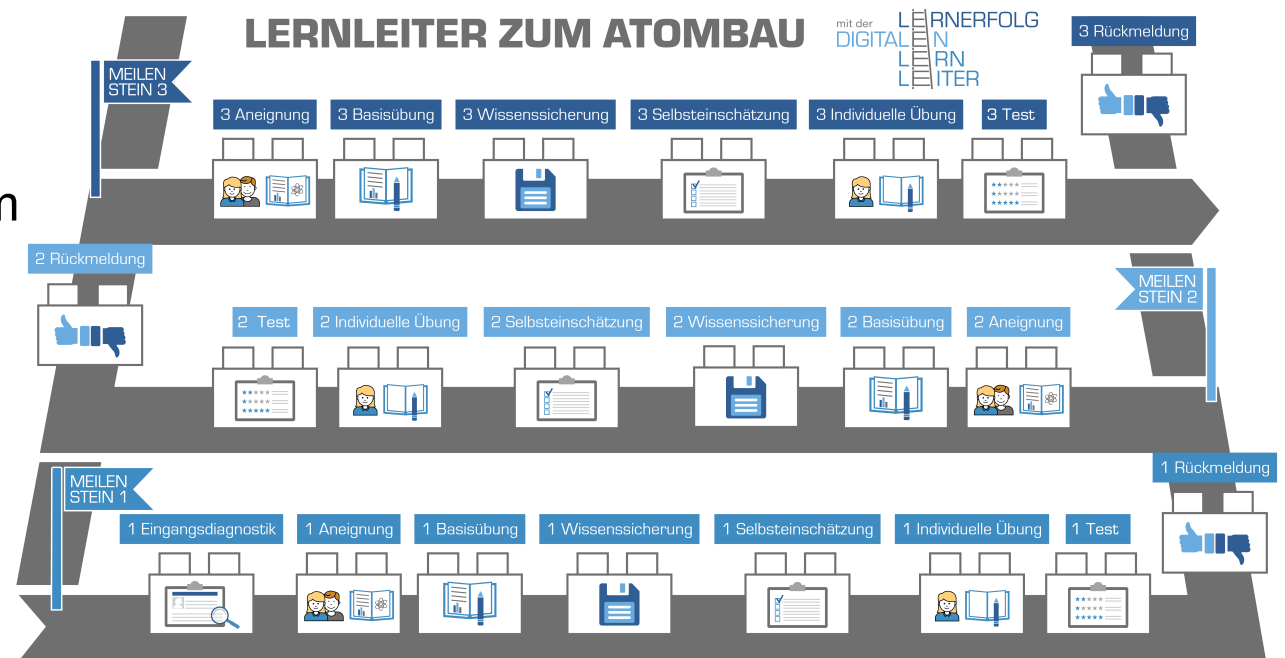 LERNLEITER ZUM ATOMBAU
mit der
LERNERFOLG
DIGITALEN
LERN
LEITER
3 Rückmeldung
MEILEN
STEIN 3
3 Aneignung
3 Basisübung
3 Wissenssicherung
3 Selbsteinschätzung
3 Individuelle Übung
3 Test
n
2 Rückmeldung
MEILEN
STEIN 2
2 Test
2 Individuelle Übung
2 Selbsteinschätzung
2 Wissenssicherung
2 Basisübung
2 Aneignung
1 Rückmeldung
MEILEN
STEIN 1
1 Eingangsdiagnostik
1 Aneignung
1 Basisübung
1 Wissenssicherung
1 Selbsteinschätzung
1 Individuelle Übung
1 Test